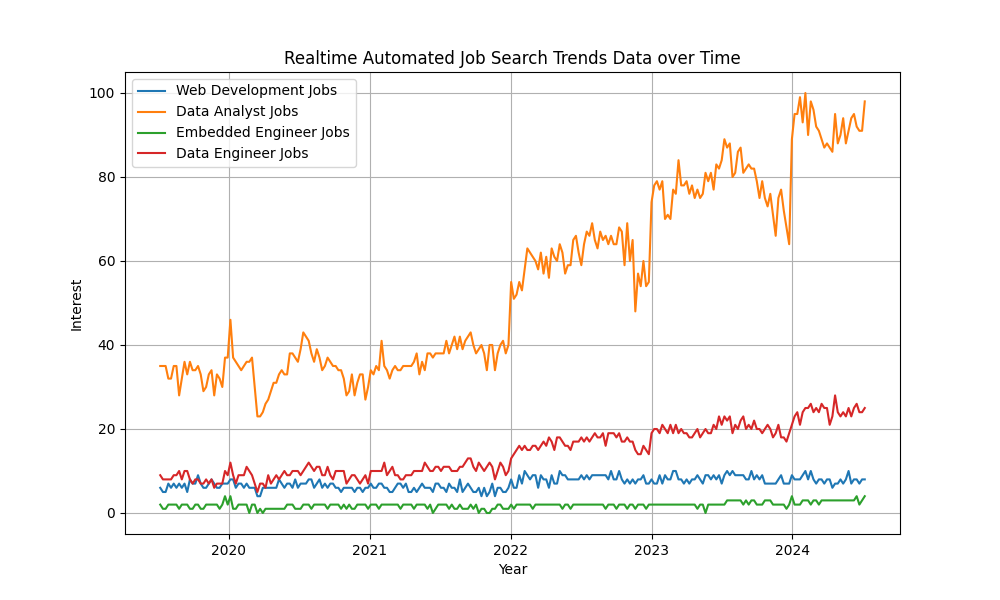 Realtime Automated Job Search Trends Data over Time
Web Development Jobs
Data Analyst Jobs
Embedded Engineer Jobs
Data Engineer Jobs
100
80
60
40
20
0
Interest
2020 2021 2022 2023 2024
Year